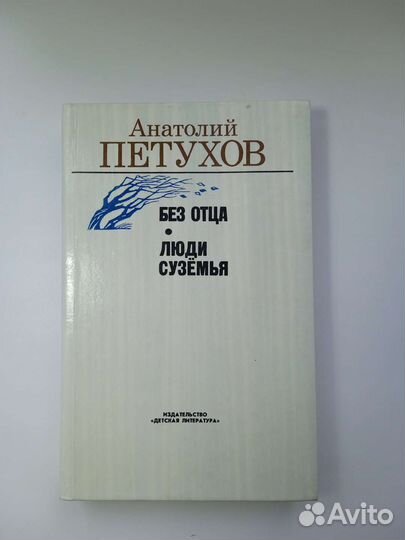 Анатолий
ПЕТУХОВ
БЕЗ ОТЦА
•
ЛЮДИ
СУЗЁМЬЯ
ИЗДАТЕЛЬСТВО
«ДЕТСКАЯ ЛИТЕРАТУРА»
Avito